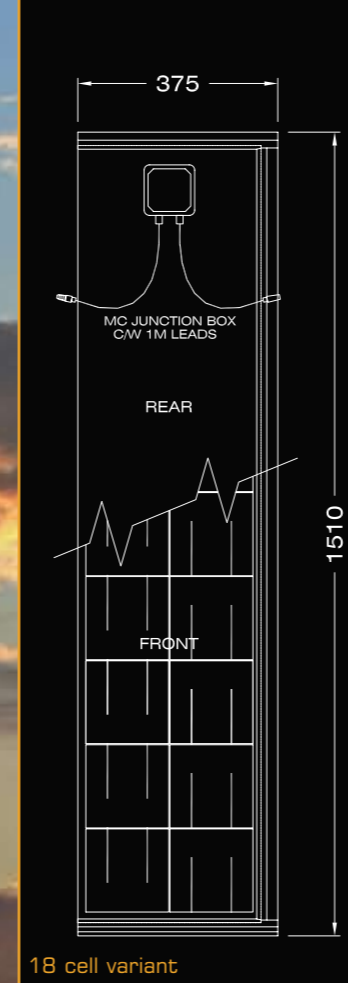 375
MC JUNCTION BOX
C/W 1M LEADS
REAR
1510
FRONT
18 cell variant